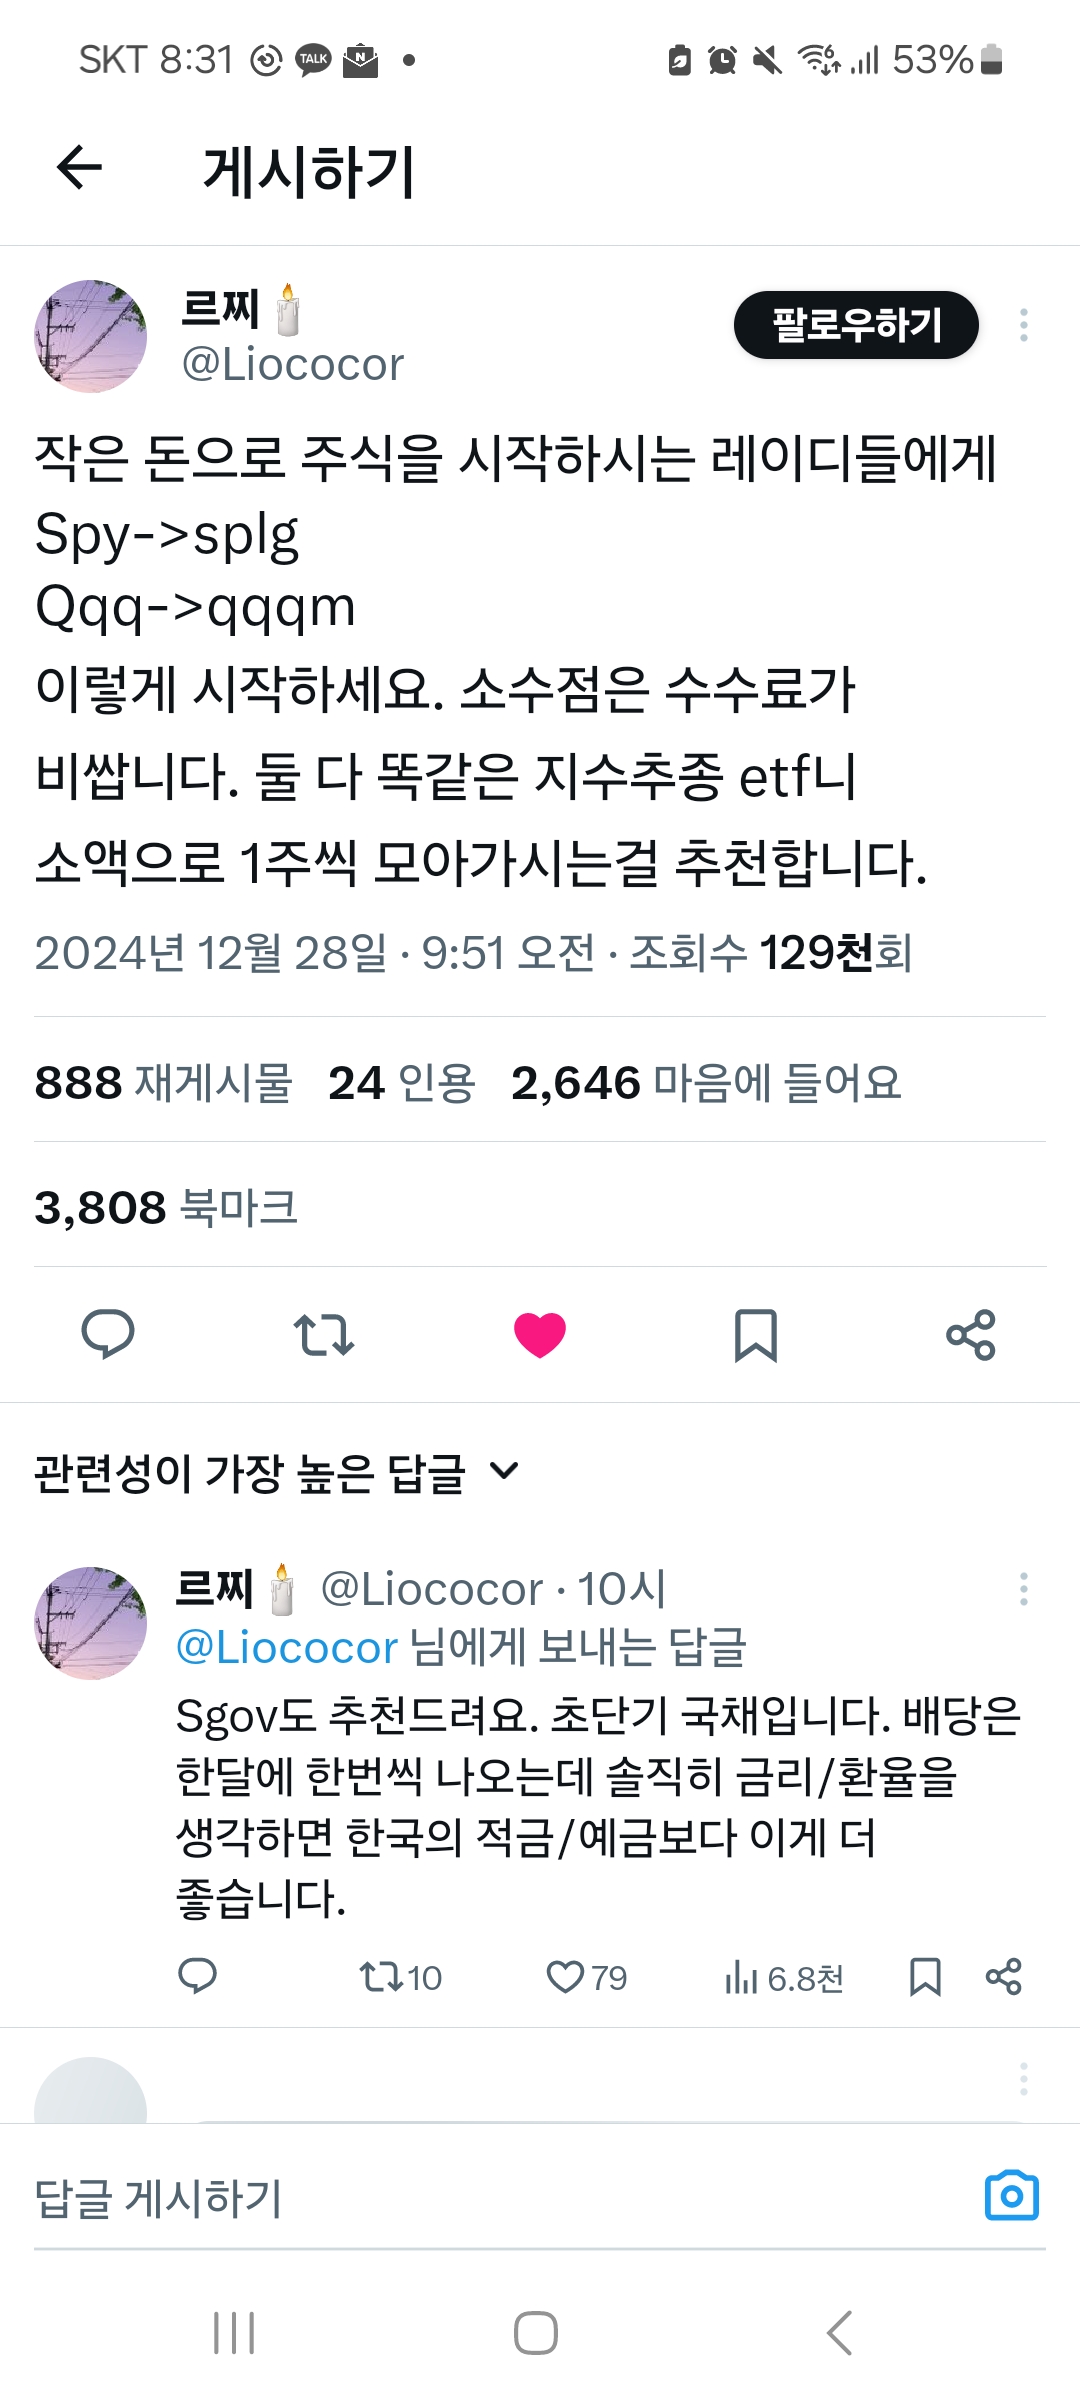 SKT 8:31 TALK N 53%
게시하기
르찌
@Liococor
팔로우하기
작은 돈으로 주식을 시작하시는 레이디들에게
Spy->splg
Qqq->qqqm
이렇게 시작하세요. 소수점은 수수료가
비쌉니다. 둘 다 똑같은 지수추종 etf니
소액으로 1주씩 모아가시는걸 추천합니다.
2024년 12월 28일 · 9:51 오전 · 조회수 129천회
888 재게시물 24 인용 2,646 마음에 들어요
3,808 북마크
관련성이 가장 높은 답글
르찌 @Liococor · 10시
@Liococor 님에게 보내는 답글
Sgov도 추천드려요. 초단기 국채입니다. 배당은
한달에 한번씩 나오는데 솔직히 금리/환율을
생각하면 한국의 적금/예금보다 이게 더
좋습니다.
10 79 6.8천
답글 게시하기